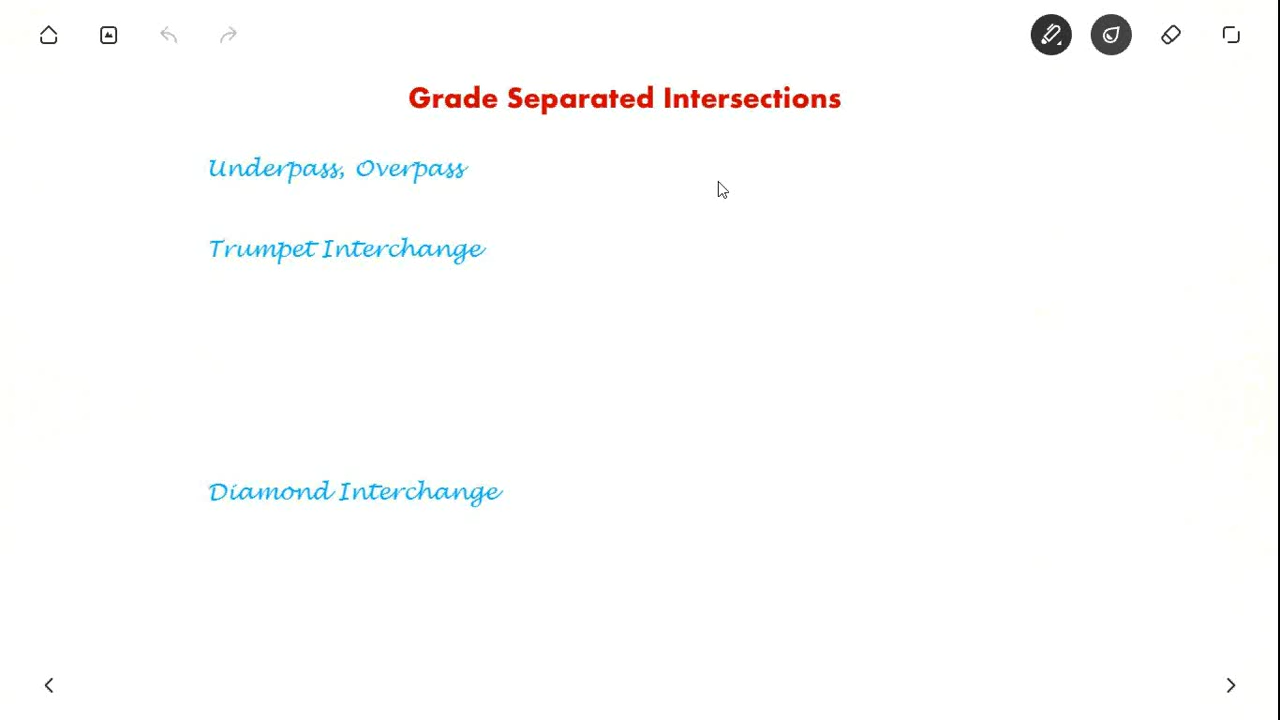 Grade Separated Intersections
Underpass, Overpass
Trumpet Interchange
Diamond Interchange